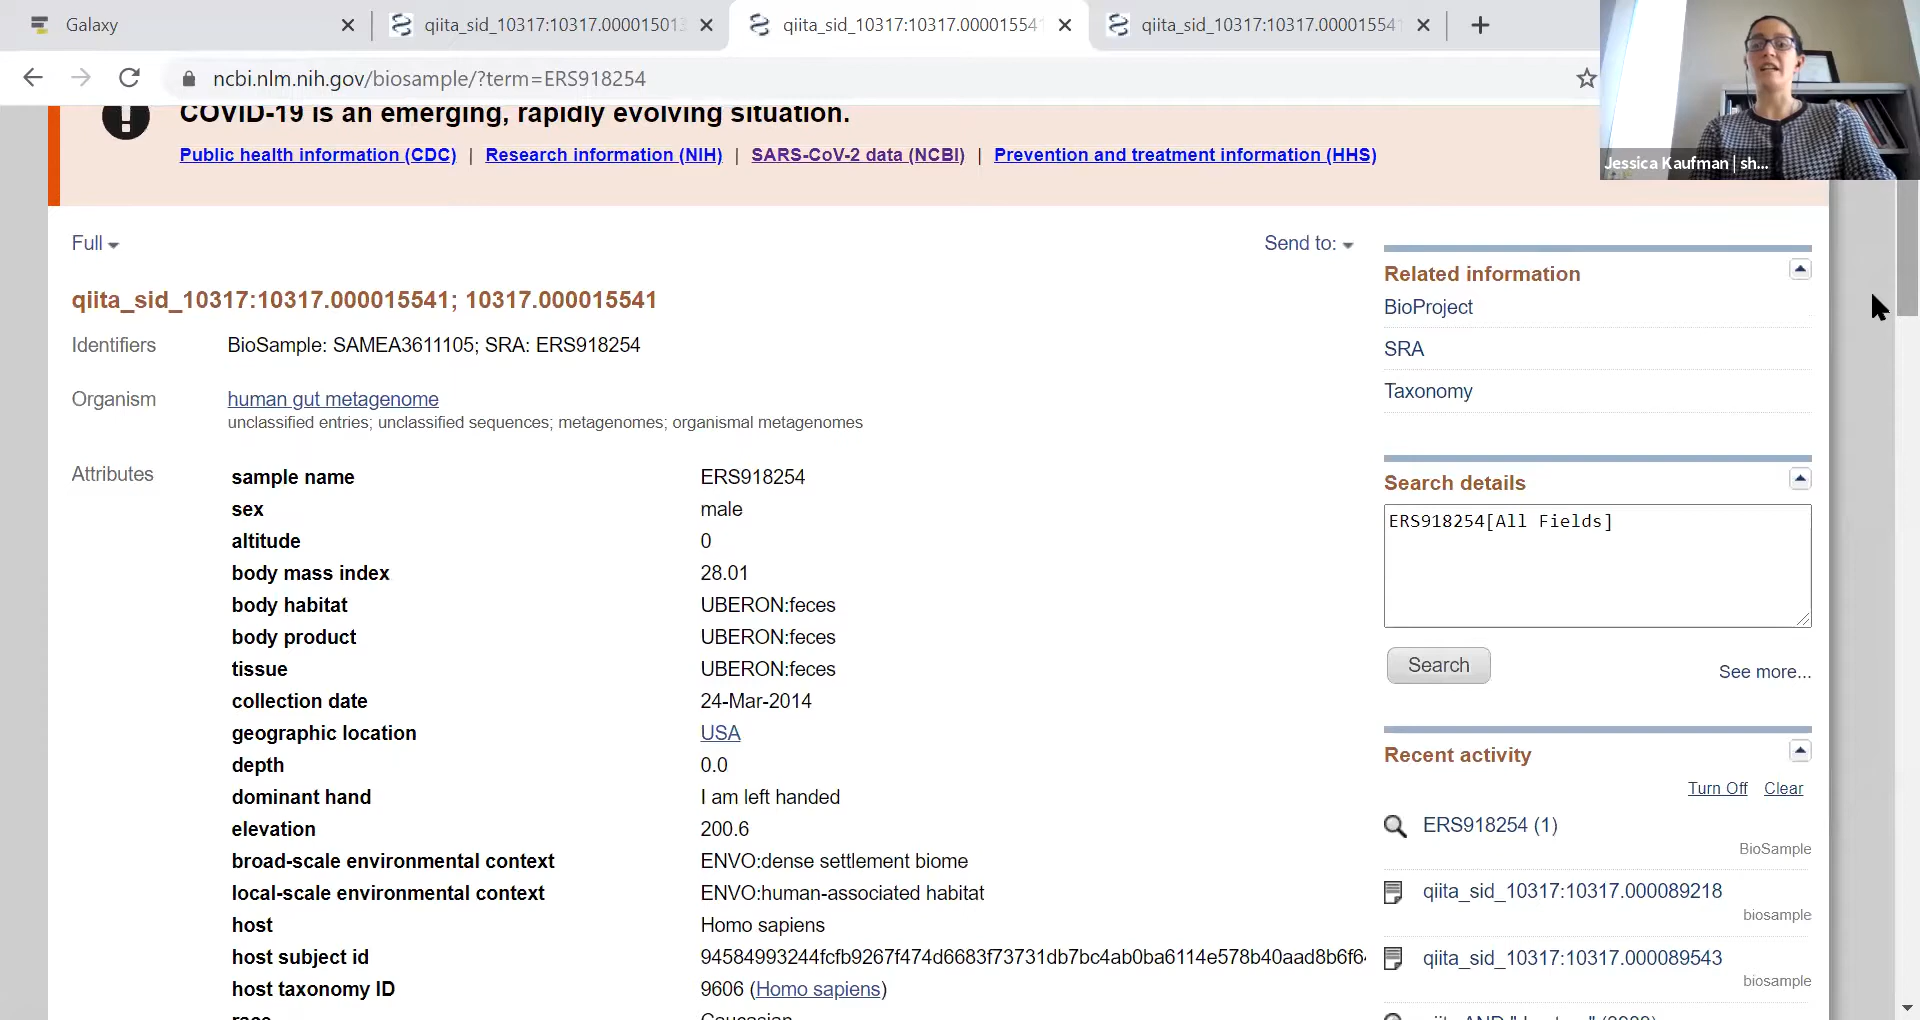 Galaxy
qiita_sid_10317:10317.000015013
qiita_sid_10317:10317.000015541
qiita_sid_10317:10317.000015541
ncbi.nlm.nih.gov/biosample/?term=ERS918254
Jessica Kaufman | sh...
COVID-19 is an emerging, rapidly evolving situation.
Public health information (CDC) | Research information (NIH) | SARS-CoV-2 data (NCBI) | Prevention and treatment information (HHS)
Full
Send to:
qiita_sid_10317:10317.000015541; 10317.000015541
Identifiers BioSample: SAMEA3611105; SRA: ERS918254
Organism human gut metagenome
unclassified entries; unclassified sequences; metagenomes; organismal metagenomes
Attributes
sample name ERS918254
sex male
altitude 0
body mass index 28.01
body habitat UBERON:feces
body product UBERON:feces
tissue UBERON:feces
collection date 24-Mar-2014
geographic location USA
depth 0.0
dominant hand I am left handed
elevation 200.6
broad-scale environmental context ENVO:dense settlement biome
local-scale environmental context ENVO:human-associated habitat
host Homo sapiens
host subject id 94584993244fcfb9267f474d6683f73731db7bc4ab0ba6114e578b40aad8b6f64
host taxonomy ID 9606 (Homo sapiens)
race Caucasian
Related information
BioProject
SRA
Taxonomy
Search details
ERS918254[All Fields]
Search
See more...
Recent activity
Turn Off Clear
ERS918254 (1)
BioSample
qiita_sid_10317:10317.000089218
biosample
qiita_sid_10317:10317.000089543
biosample